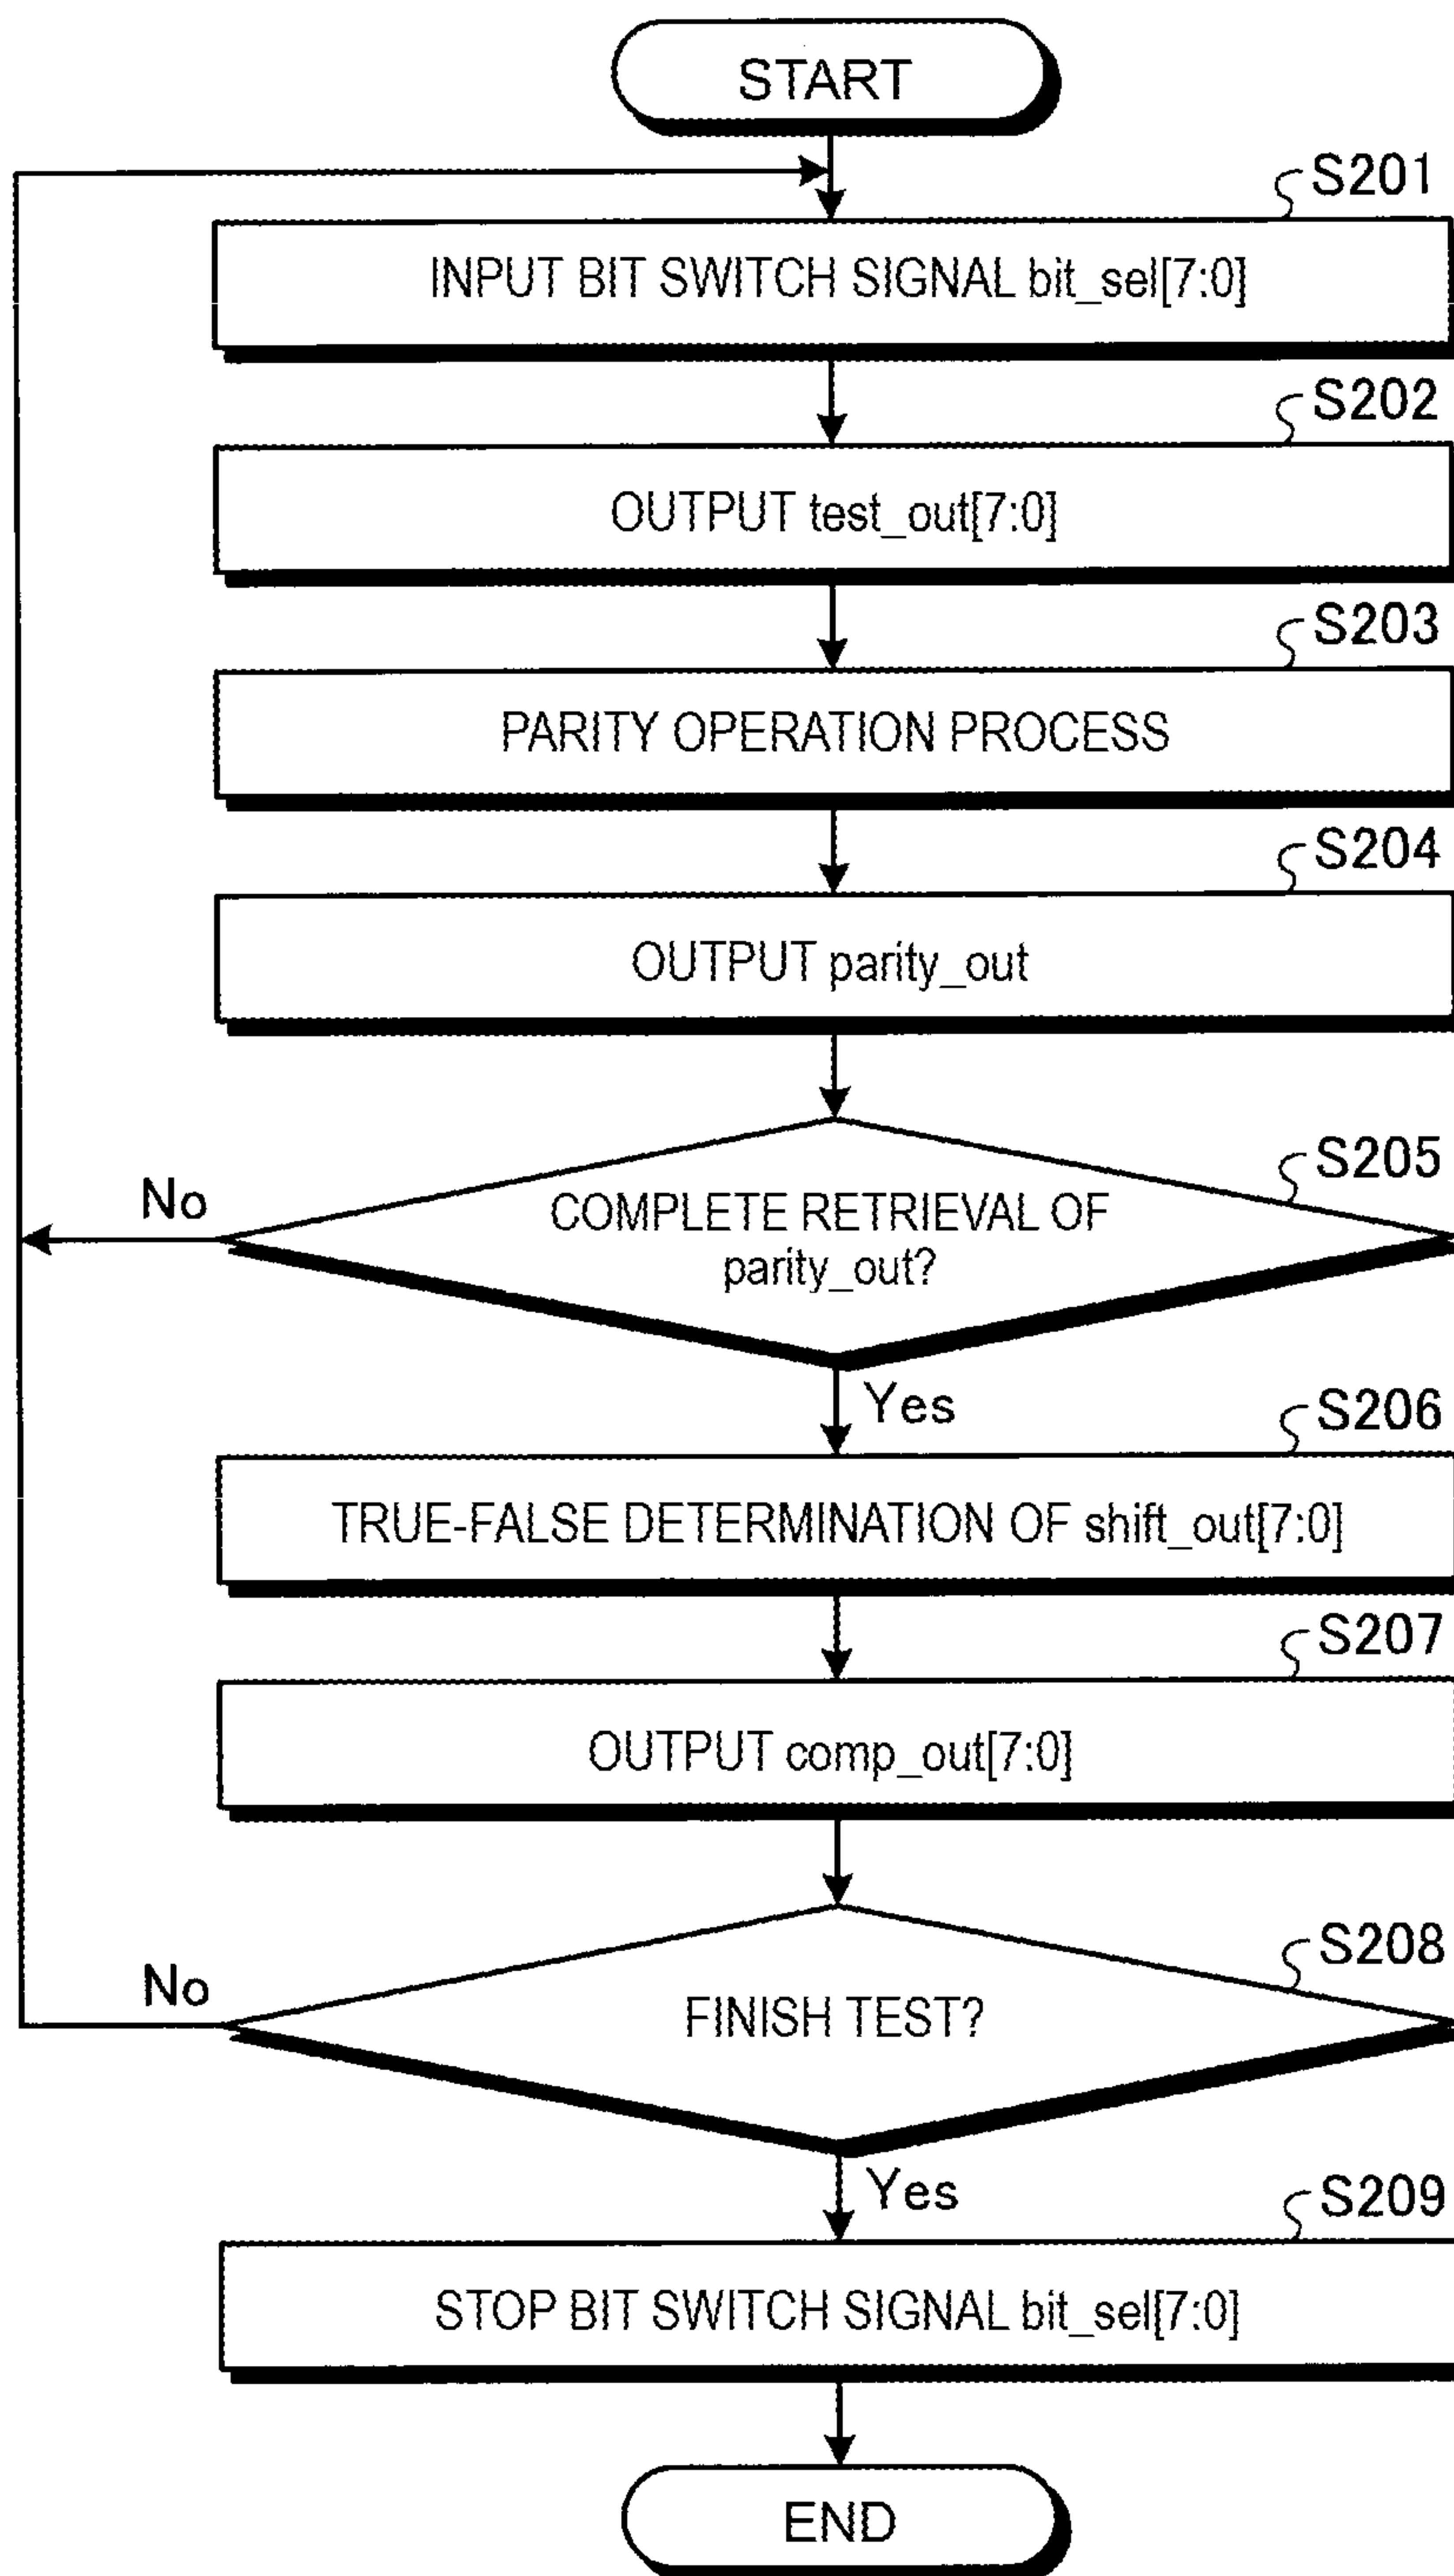 START
S201
INPUT BIT SWITCH SIGNAL bit_sel[7:0]
S202
OUTPUT test_out[7:0]
S203
PARITY OPERATION PROCESS
S204
OUTPUT parity_out
S205
No
COMPLETE RETRIEVAL OF
parity_out?
Yes
S206
TRUE-FALSE DETERMINATION OF shift_out[7:0]
S207
OUTPUT comp_out[7:0]
S208
No
FINISH TEST?
Yes
S209
STOP BIT SWITCH SIGNAL bit_sel[7:0]
END